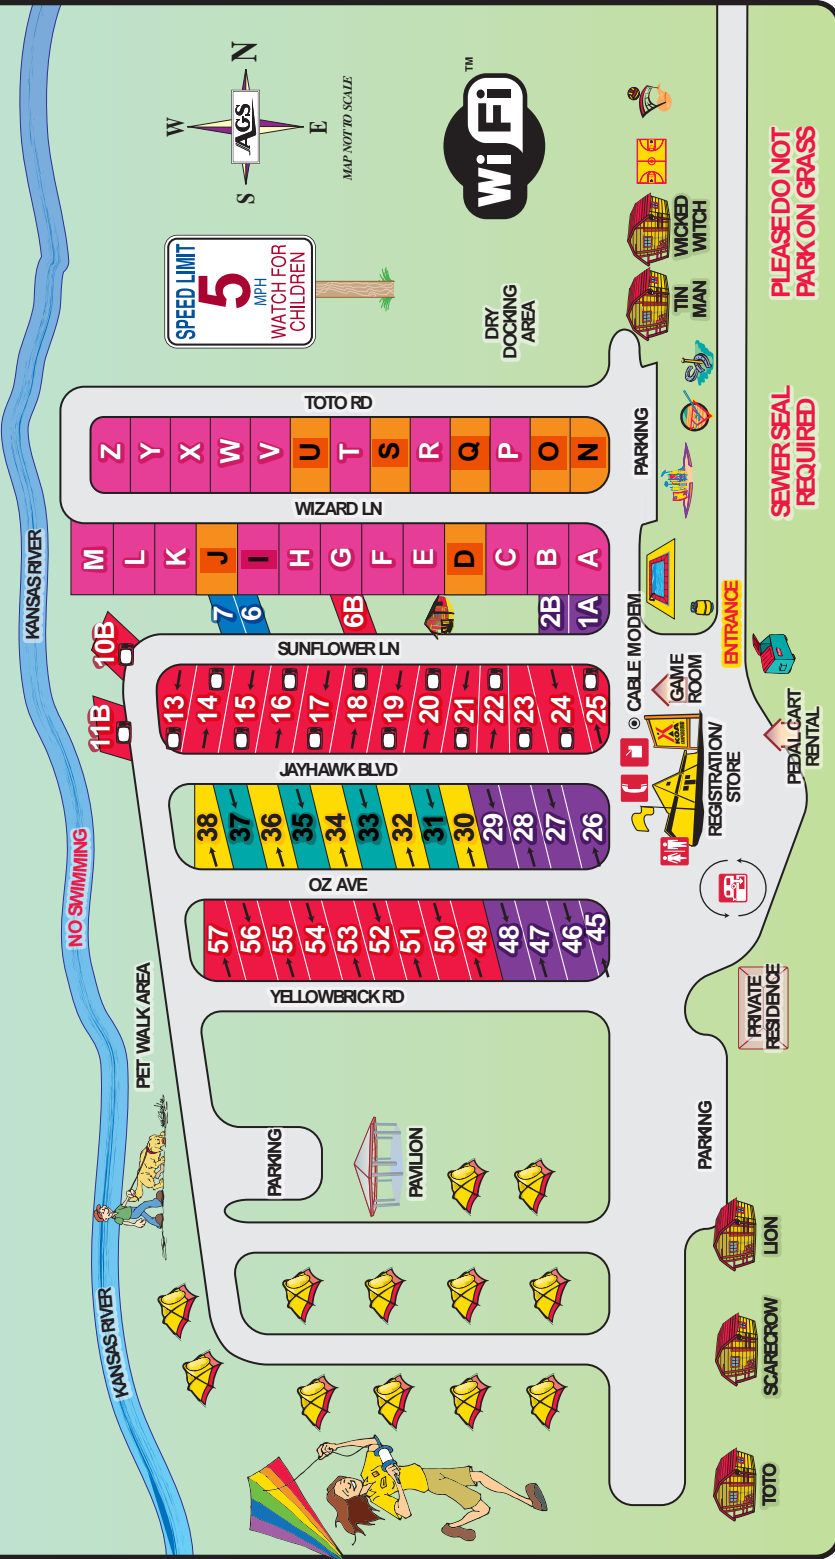 KANSAS RIVER
NO SWIMMING
PET WALK AREA
KANSAS RIVER
W
N
AGS
S
E
MAP NOT TO SCALE
SPEED LIMIT
5
MPH
WATCH FOR
CHILDREN
Wi Fi
TM
DRY
DOCKING
AREA
TOTO RD
Z
Y
X
W
V
U
T
S
R
Q
P
O
N
WIZARD LN
M
L
K
J
I
H
G
F
E
D
C
B
A
7
6
6B
2B
1A
10B
11B
SUNFLOWER LN
13
14
15
16
17
18
19
20
21
22
23
24
25
JAYHAWK BLVD
38
37
36
35
34
33
32
31
30
29
28
27
26
OZ AVE
57
56
55
54
53
52
51
50
49
48
47
46
45
YELLOWBRICK RD
PARKING
PAVILION
PARKING
CABLE MODEM
GAME
ROOM
KOA
REGISTRATION/
STORE
ENTRANCE
PEDAL CART
RENTAL
PRIVATE
RESIDENCE
PARKING
WICKED
WITCH
TIN
MAN
LION
SCARECROW
TOTO
PLEASE DO NOT
PARK ON GRASS
SEWER SEAL
REQUIRED